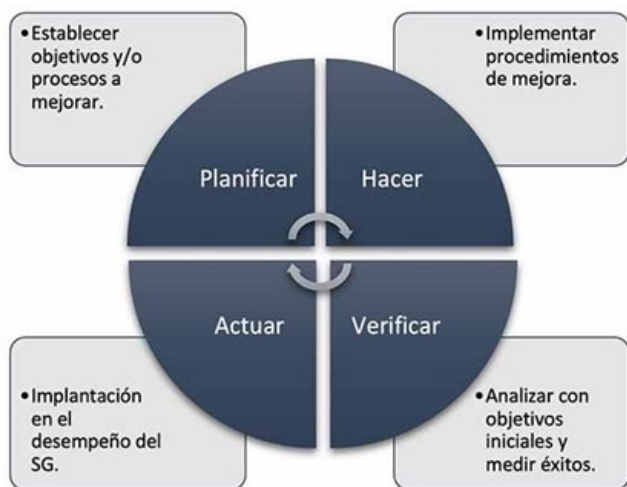 •Establecer
objetivos y/o
procesos a
mejorar.
•Implementar
procedimientos
de mejora.
Planificar
Hacer
Actuar
Verificar
•Implantación
en el
desempeño del
SG.
•Analizar con
objetivos
iniciales y
medir éxitos.